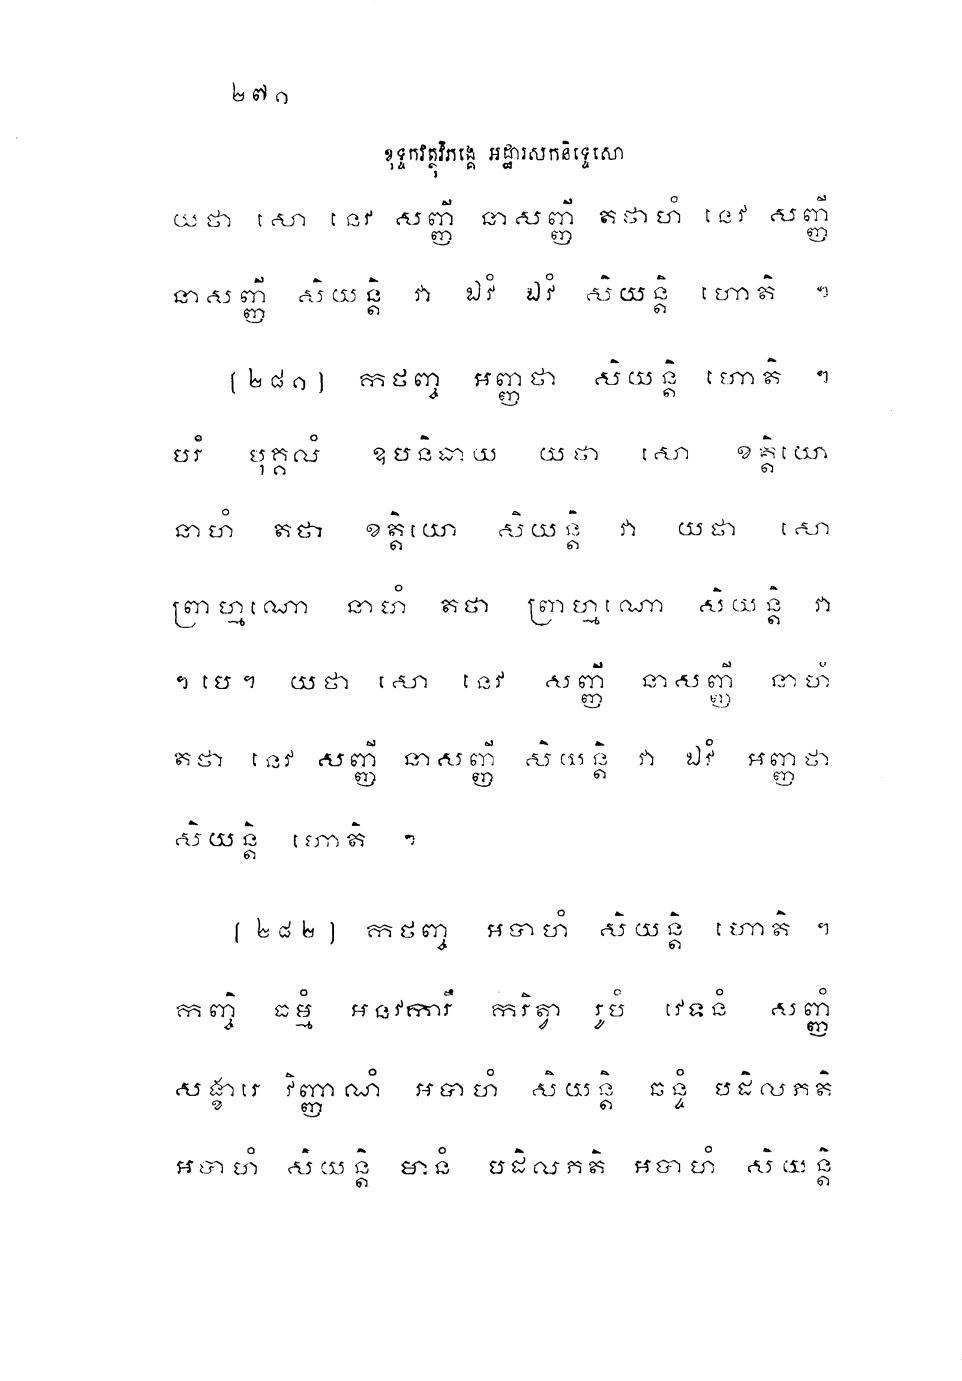 ២៧១
ខុទ្ទកវត្ថុវិភង្គេ អដ្ឋារសកនិទ្ទេសោ
យថា សោ នេវ សញ្ញី នាសញ្ញី តថាហំ នេវ សញ្ញី
នាសញ្ញី សិយន្តិ វា ឯវំ ឯវំ សិយន្តិ ហោតិ ។
(២៨១) កថញ្ច អញ្ញថា សិយន្តិ ហោតិ ។
បរំ បុគ្គលំ ឧបនិធាយ យថា សោ ខត្តិយោ
នាហំ តថា ខត្តិយោ សិយន្តិ វា យថា សោ
ព្រាហ្មណោ នាហំ តថា ព្រាហ្មណោ សិយន្តិ វា
។បេ។ យថា សោ នេវ សញ្ញី នាសញ្ញី នាហំ
តថា នេវ សញ្ញី នាសញ្ញី សិយន្តិ វា ឯវំ អញ្ញថា
សិយន្តិ ហោតិ ។
(២៨២) កថញ្ច អទាហំ សិយន្តិ ហោតិ ។
កញ្ចិ ធម្មំ អនវការី ករិត្វា រូបំ វេទនំ សញ្ញំ
សង្ខារេ វិញ្ញាណំ អទាហំ សិយន្តិ ឆន្ទំ បដិលភតិ
អទាហំ សិយន្តិ មានំ បដិលភតិ អទាហំ សិយន្តិ